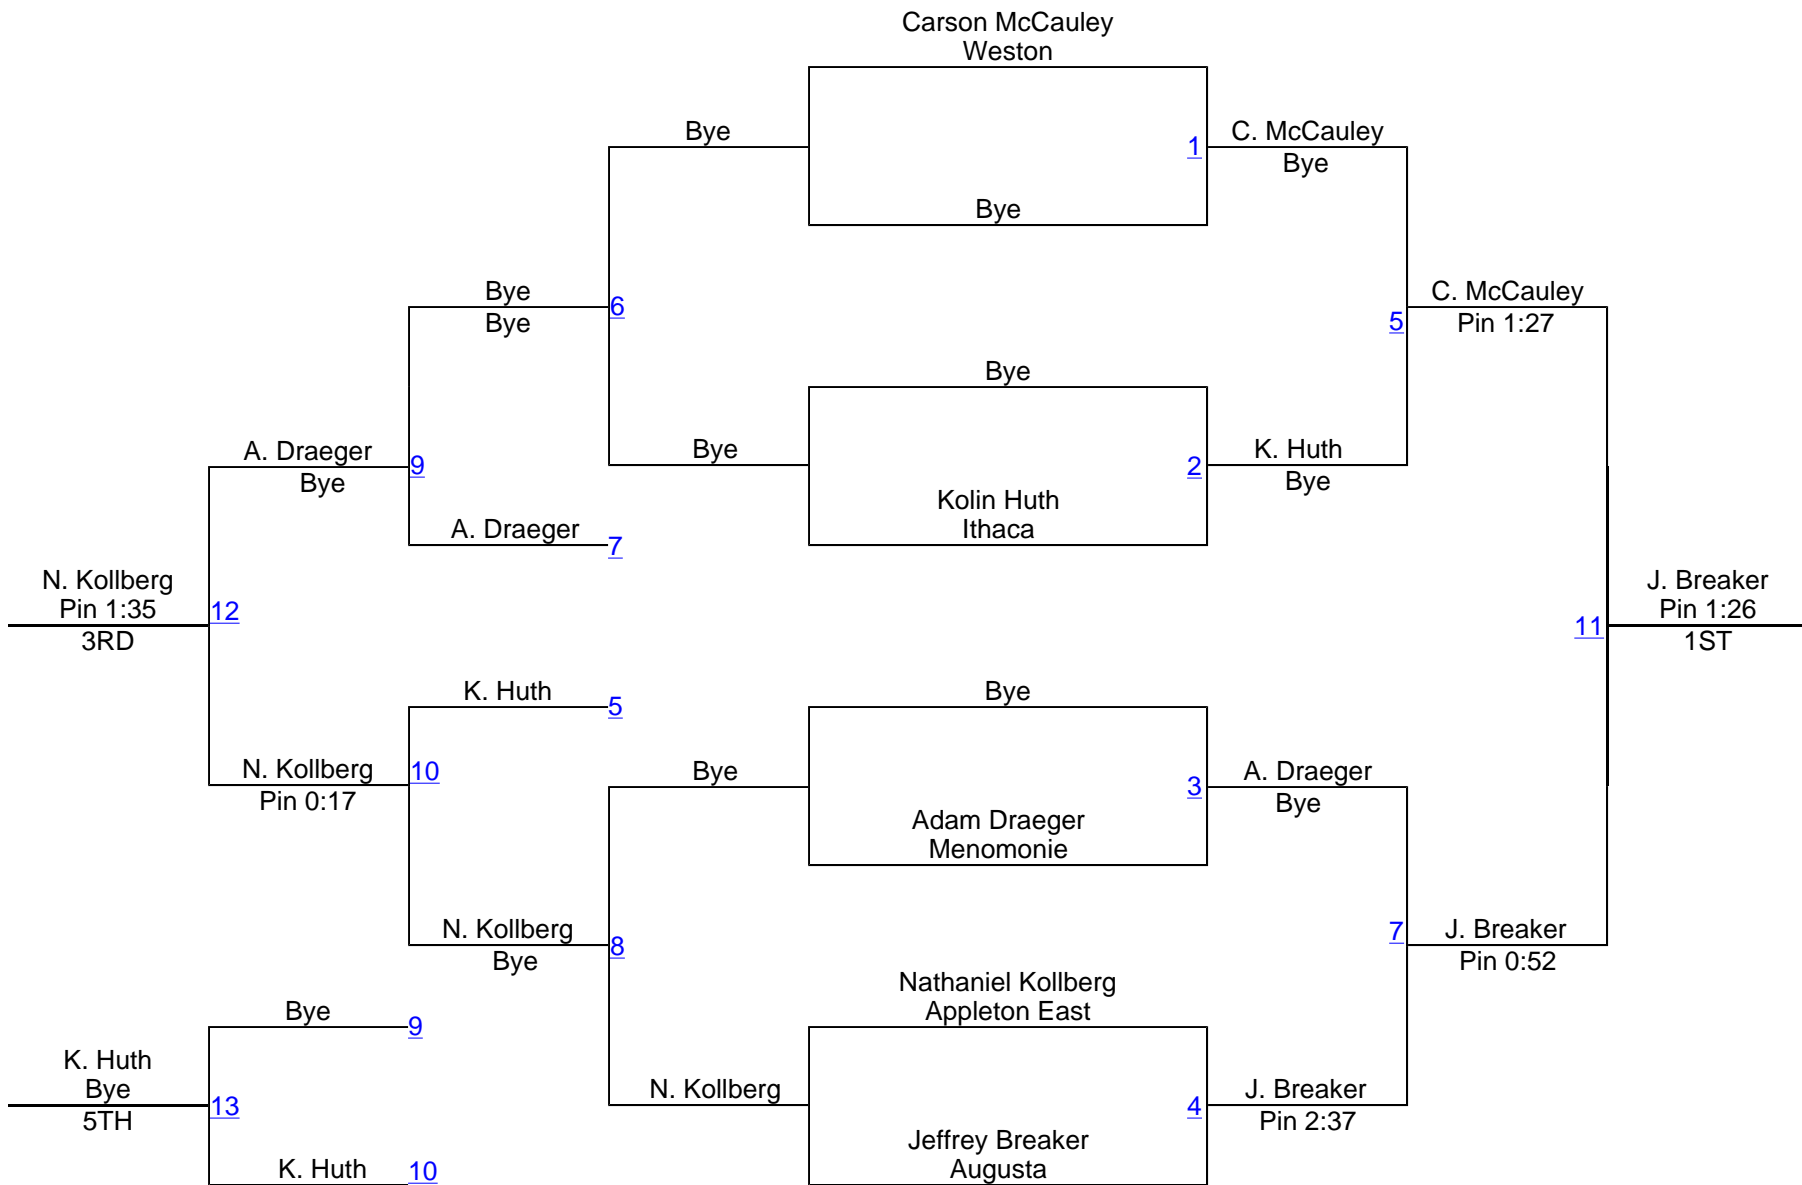 Carson McCauley
Weston
Bye
1
C. McCauley
Bye
Bye
Bye
Bye
6
C. McCauley
Pin 1:27
5
Bye
A. Draeger
Bye
9
Bye
2
K. Huth
Bye
Kolin Huth
Ithaca
A. Draeger
7
N. Kollberg
Pin 1:35
3RD
12
J. Breaker
Pin 1:26
1ST
11
K. Huth
5
Bye
N. Kollberg
Pin 0:17
10
Bye
3
A. Draeger
Bye
Adam Draeger
Menomonie
N. Kollberg
Bye
8
7
J. Breaker
Pin 0:52
Nathaniel Kollberg
Appleton East
Bye
9
K. Huth
Bye
5TH
13
N. Kollberg
4
J. Breaker
Pin 2:37
Jeffrey Breaker
Augusta
K. Huth
10